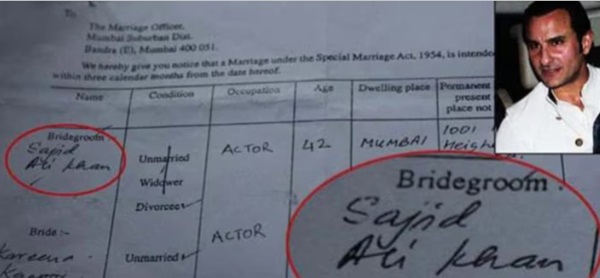 To
The Marriage Officer,
Mumbai Suburban Dist.
Bandra (E), Mumbai 400 051.
We hereby give you notice that a Marriage under the Special Marriage Act, 1954, is intende
within three calendar months from the date hereof.
Name Condition Occupation Age Dwelling place Permanent
present
place not
Bridegroom :-
Sajid
Ali Khan
Unmarried
Widower
Divorcee
ACTOR 42 MUMBAI 1001
Heigh
Bride :-
Kareena
Kapoor
Unmarried
ACTOR
Bridegroom :
Sajid
Ali Khan